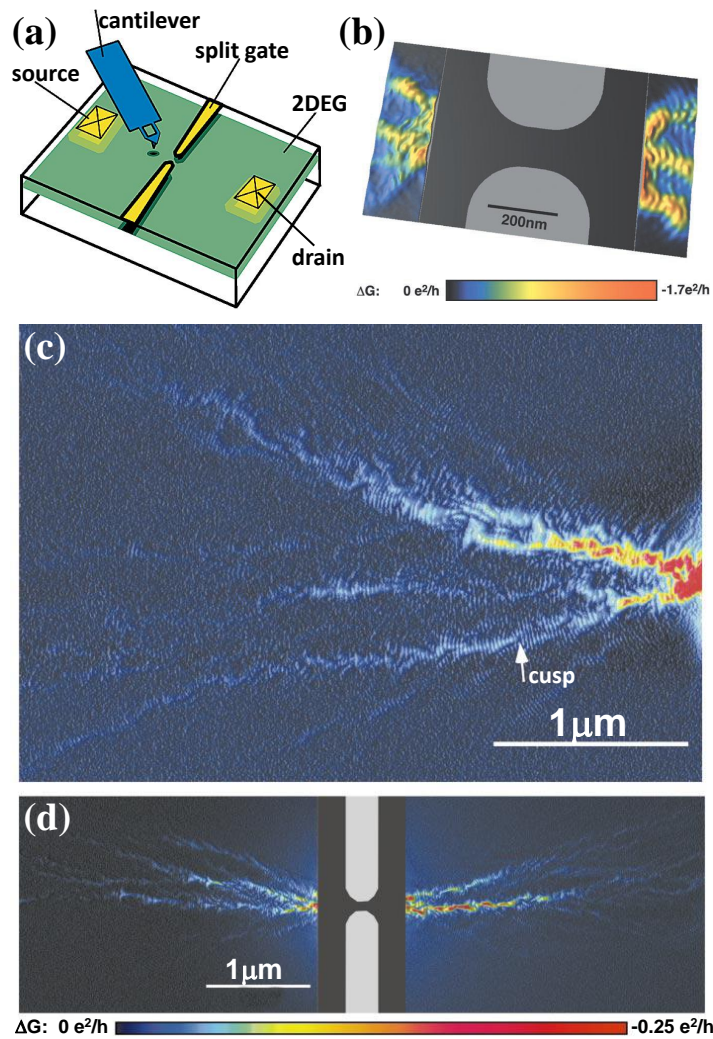 (a)
cantilever
split gate
source
2DEG
drain
(b)
200nm
ΔG: 0 e²/h -1.7e²/h
(c)
cusp
1μm
(d)
1μm
ΔG: 0 e²/h -0.25 e²/h